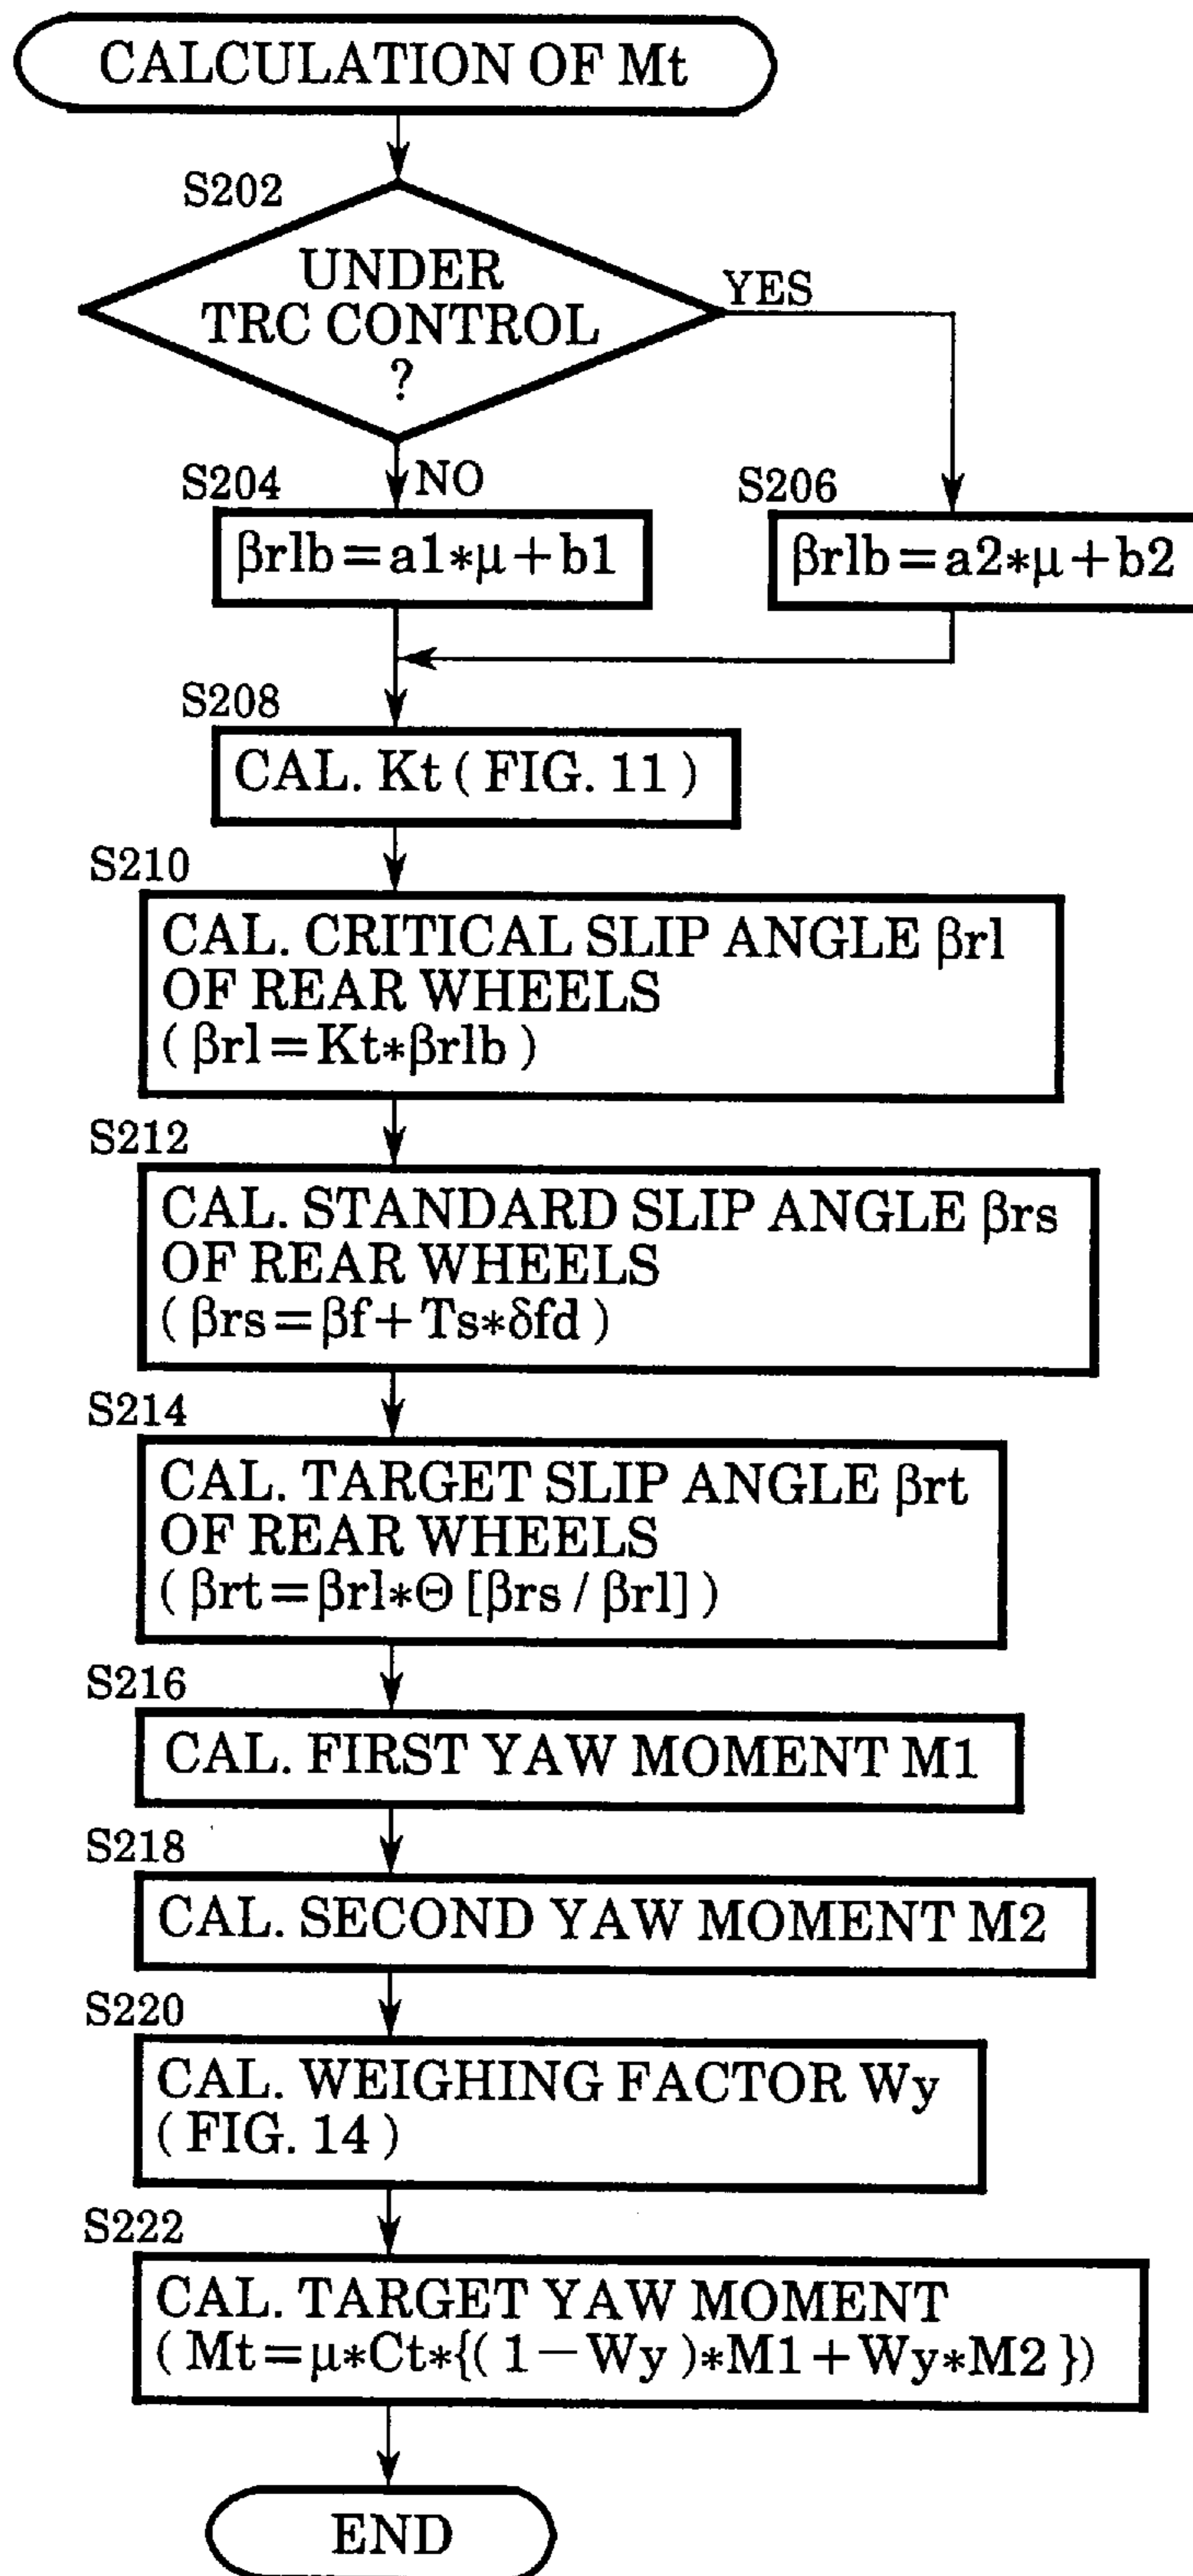 CALCULATION OF Mt
S202
UNDER
TRC CONTROL
?
YES
NO
S204
βrlb=a1*μ+b1
S206
βrlb=a2*μ+b2
S208
CAL. Kt ( FIG. 11 )
S210
CAL. CRITICAL SLIP ANGLE βrl
OF REAR WHEELS
( βrl=Kt*βrlb )
S212
CAL. STANDARD SLIP ANGLE βrs
OF REAR WHEELS
( βrs=βf+Ts*δfd )
S214
CAL. TARGET SLIP ANGLE βrt
OF REAR WHEELS
( βrt=βrl*Θ [βrs / βrl] )
S216
CAL. FIRST YAW MOMENT M1
S218
CAL. SECOND YAW MOMENT M2
S220
CAL. WEIGHING FACTOR Wy
( FIG. 14 )
S222
CAL. TARGET YAW MOMENT
( Mt=μ*Ct*{( 1−Wy )*M1+Wy*M2 })
END